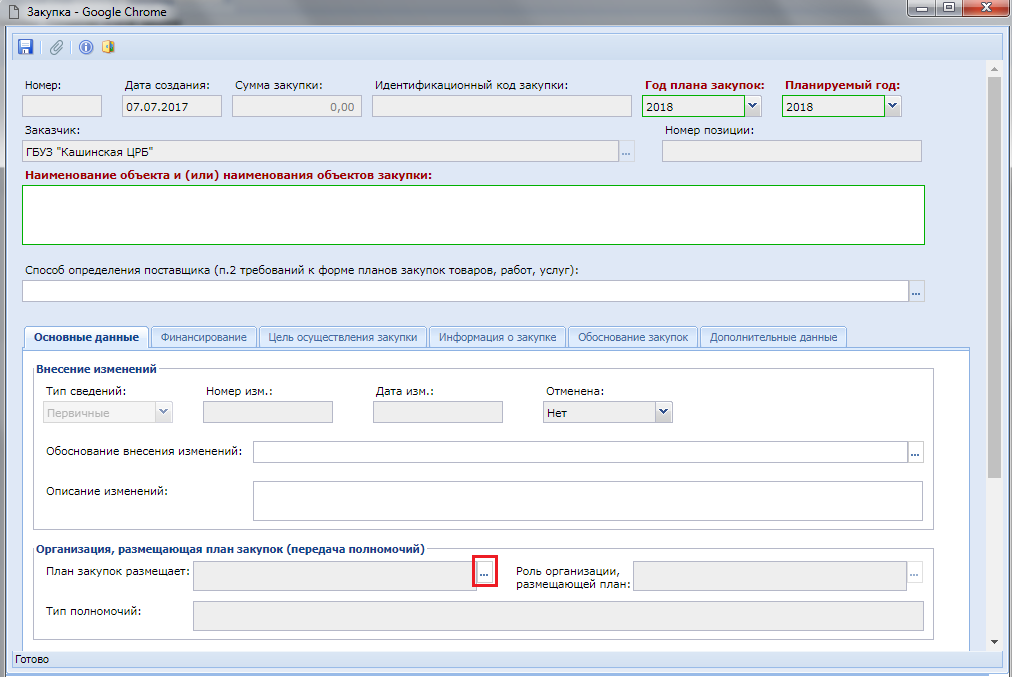 Закупка - Google Chrome
Номер: Дата создания: Сумма закупки: Идентификационный код закупки: Год плана закупок: Планируемый год:
07.07.2017 0,00 2018 2018
Заказчик: Номер позиции:
ГБУЗ "Кашинская ЦРБ" ...
Наименование объекта и (или) наименования объектов закупки:
Способ определения поставщика (п.2 требований к форме планов закупок товаров, работ, услуг):
...
Основные данные Финансирование Цель осуществления закупки Информация о закупке Обоснование закупок Дополнительные данные
Внесение изменений
Тип сведений: Номер изм.: Дата изм.: Отменена:
Первичные Нет
Обоснование внесения изменений: ...
Описание изменений:
Организация, размещающая план закупок (передача полномочий)
План закупок размещает: ... Роль организации, ...
размещающей план:
Тип полномочий:
Готово